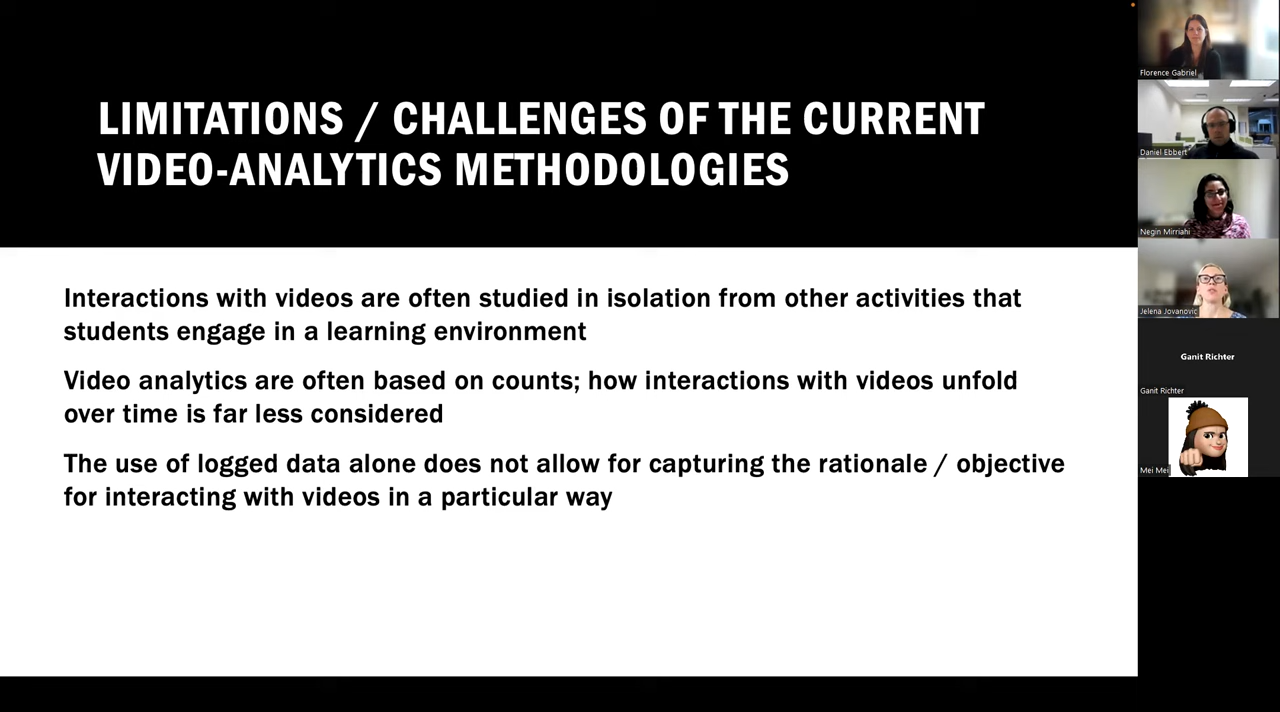 LIMITATIONS / CHALLENGES OF THE CURRENT
VIDEO-ANALYTICS METHODOLOGIES
Interactions with videos are often studied in isolation from other activities that
students engage in a learning environment
Video analytics are often based on counts; how interactions with videos unfold
over time is far less considered
The use of logged data alone does not allow for capturing the rationale / objective
for interacting with videos in a particular way
Florence Gabriel
Daniel Ebbert
Negin Mirriahi
Jelena Jovanovic
Ganit Richter
Ganit Richter
Mei Mei